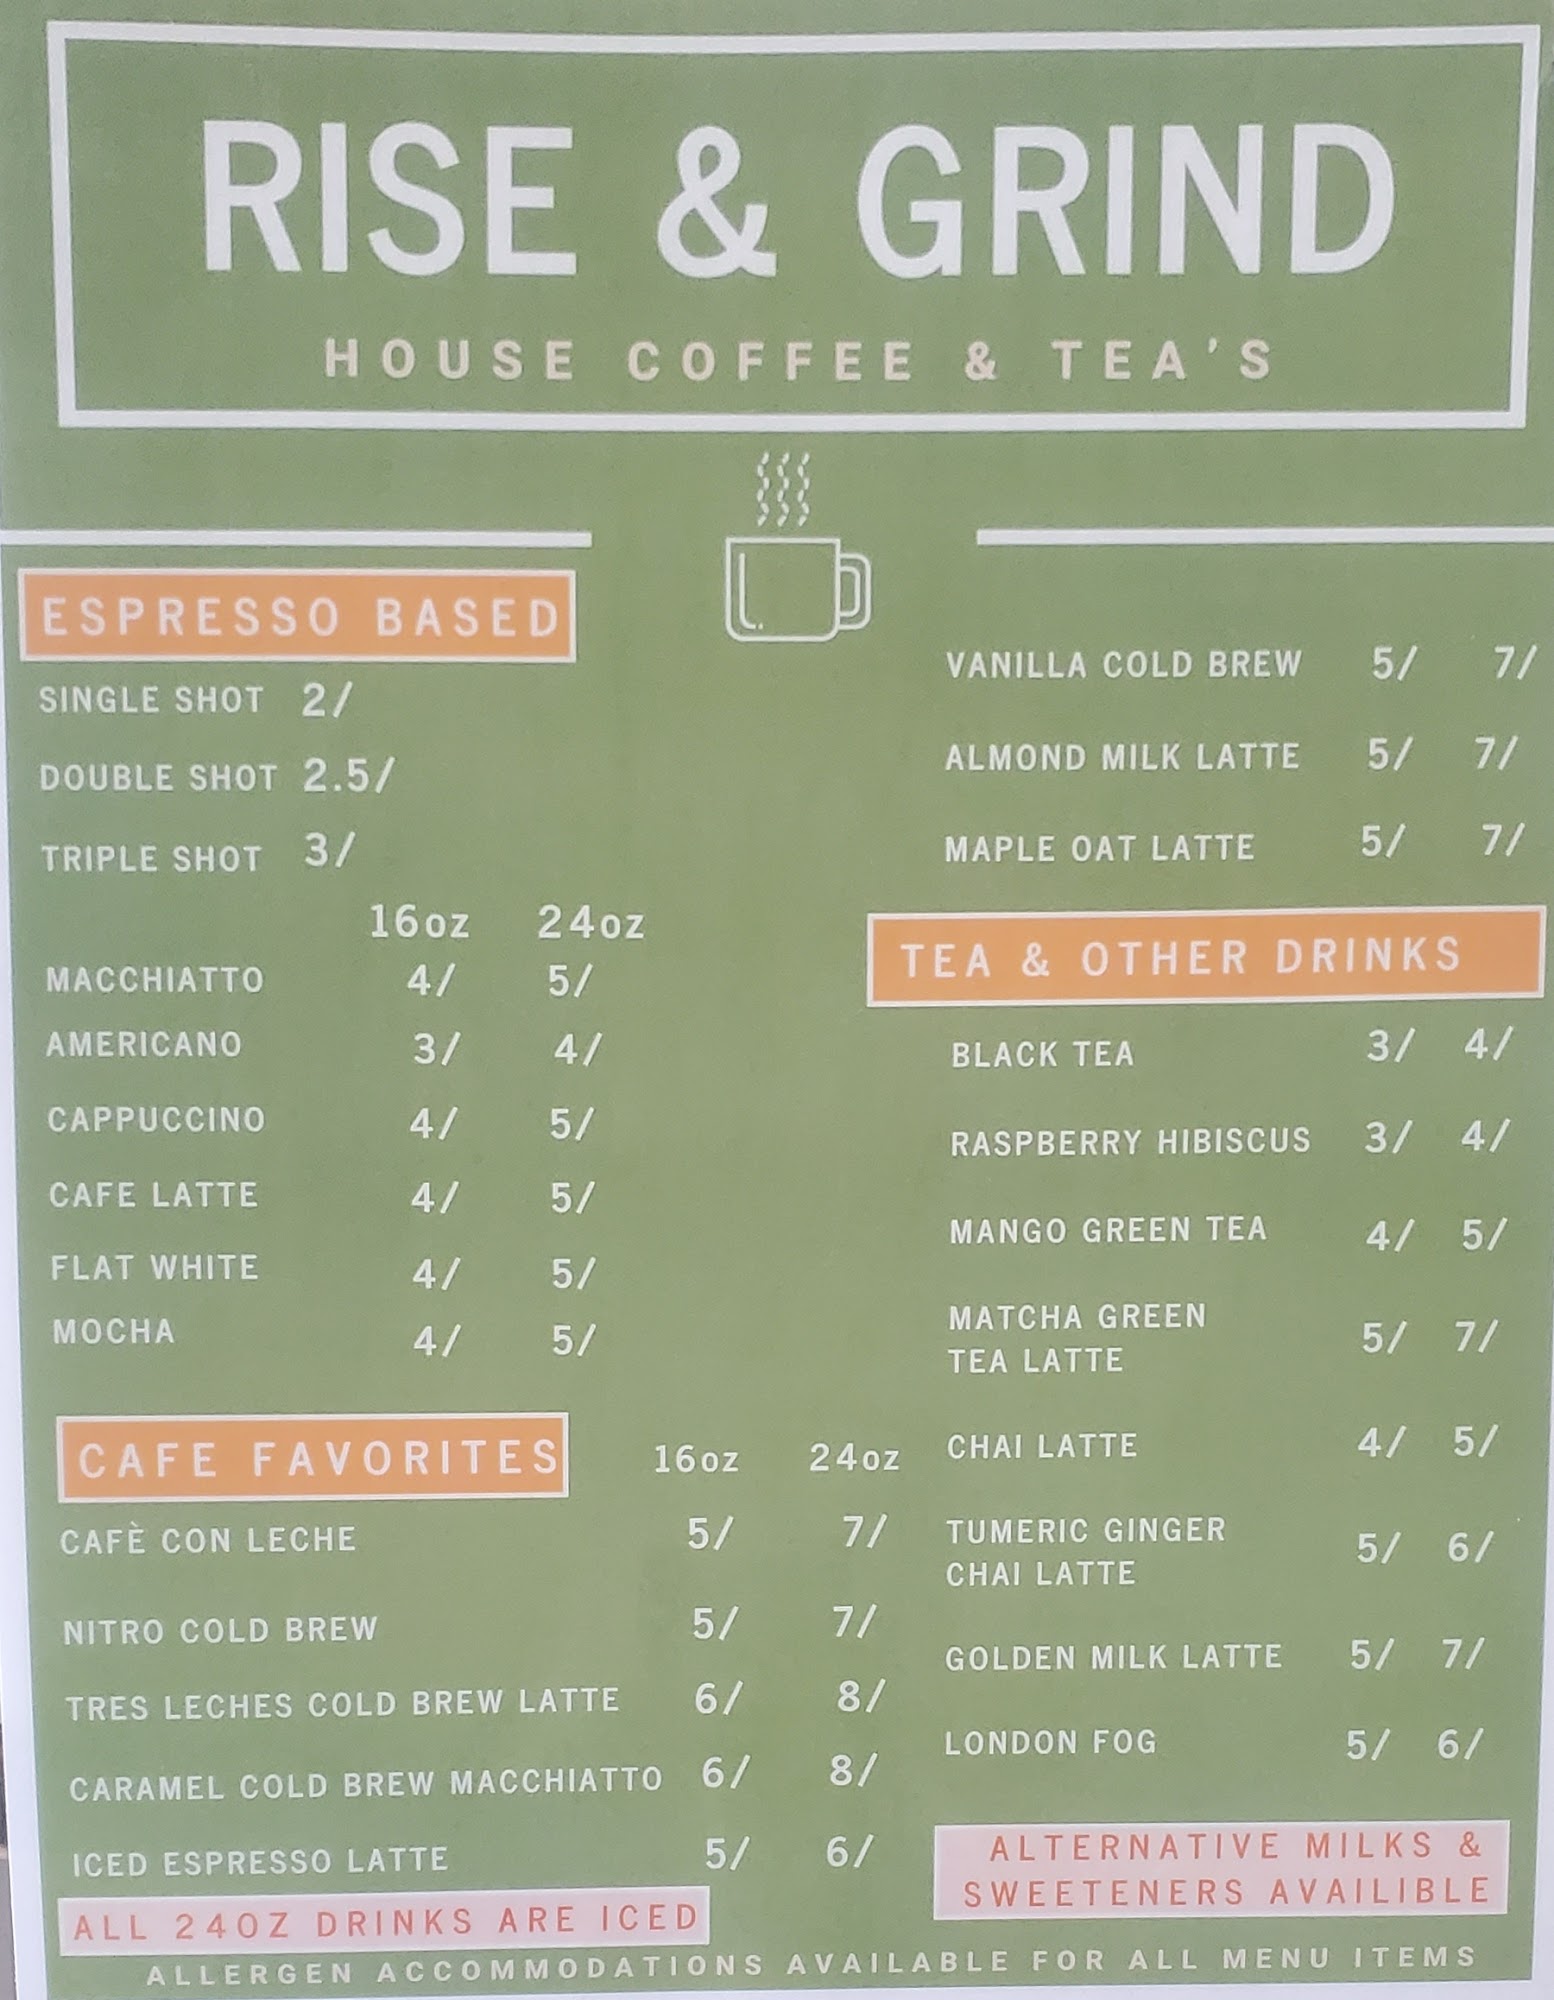 RISE & GRIND
HOUSE COFFEE & TEA'S
ESPRESSO BASED
SINGLE SHOT 2/
DOUBLE SHOT 2.5/
TRIPLE SHOT 3/
16oz 24oz
MACCHIATTO 4/ 5/
AMERICANO 3/ 4/
CAPPUCCINO 4/ 5/
CAFE LATTE 4/ 5/
FLAT WHITE 4/ 5/
MOCHA 4/ 5/
CAFE FAVORITES 16oz 24oz
CAFÈ CON LECHE 5/ 7/
NITRO COLD BREW 5/ 7/
TRES LECHES COLD BREW LATTE 6/ 8/
CARAMEL COLD BREW MACCHIATTO 6/ 8/
ICED ESPRESSO LATTE 5/ 6/
ALL 24OZ DRINKS ARE ICED
VANILLA COLD BREW 5/ 7/
ALMOND MILK LATTE 5/ 7/
MAPLE OAT LATTE 5/ 7/
TEA & OTHER DRINKS
BLACK TEA 3/ 4/
RASPBERRY HIBISCUS 3/ 4/
MANGO GREEN TEA 4/ 5/
MATCHA GREEN
TEA LATTE 5/ 7/
CHAI LATTE 4/ 5/
TUMERIC GINGER
CHAI LATTE 5/ 6/
GOLDEN MILK LATTE 5/ 7/
LONDON FOG 5/ 6/
ALTERNATIVE MILKS &
SWEETENERS AVAILIBLE
ALLERGEN ACCOMMODATIONS AVAILABLE FOR ALL MENU ITEMS